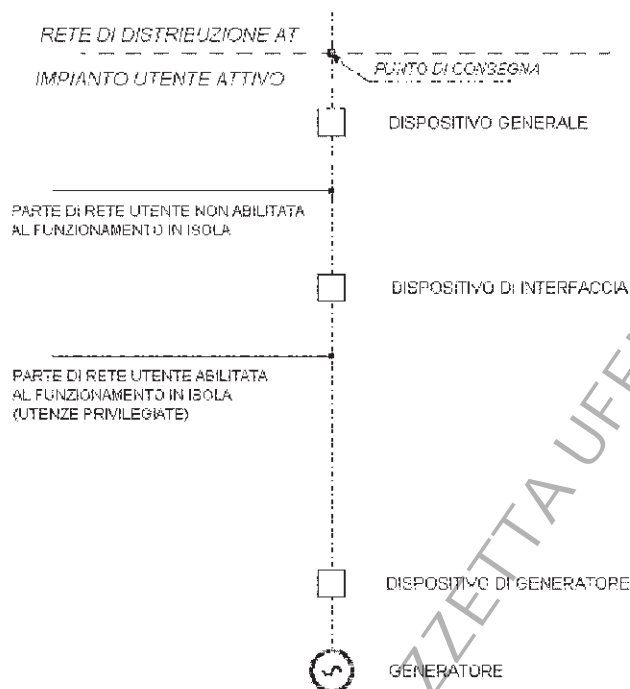 RETE DI DISTRIBUZIONE AT
PUNTO DI CONSEGNA
IMPIANTO UTENTE ATTIVO
DISPOSITIVO GENERALE
PARTE DI RETE UTENTE NON ABILITATA
AL FUNZIONAMENTO IN ISOLA
DISPOSITIVO DI INTERFACCIA
PARTE DI RETE UTENTE ABILITATA
AL FUNZIONAMENTO IN ISOLA
(UTENZE PRIVILEGIATE)
DISPOSITIVO DI GENERATORE
GENERATORE
ZZETTA UFFI